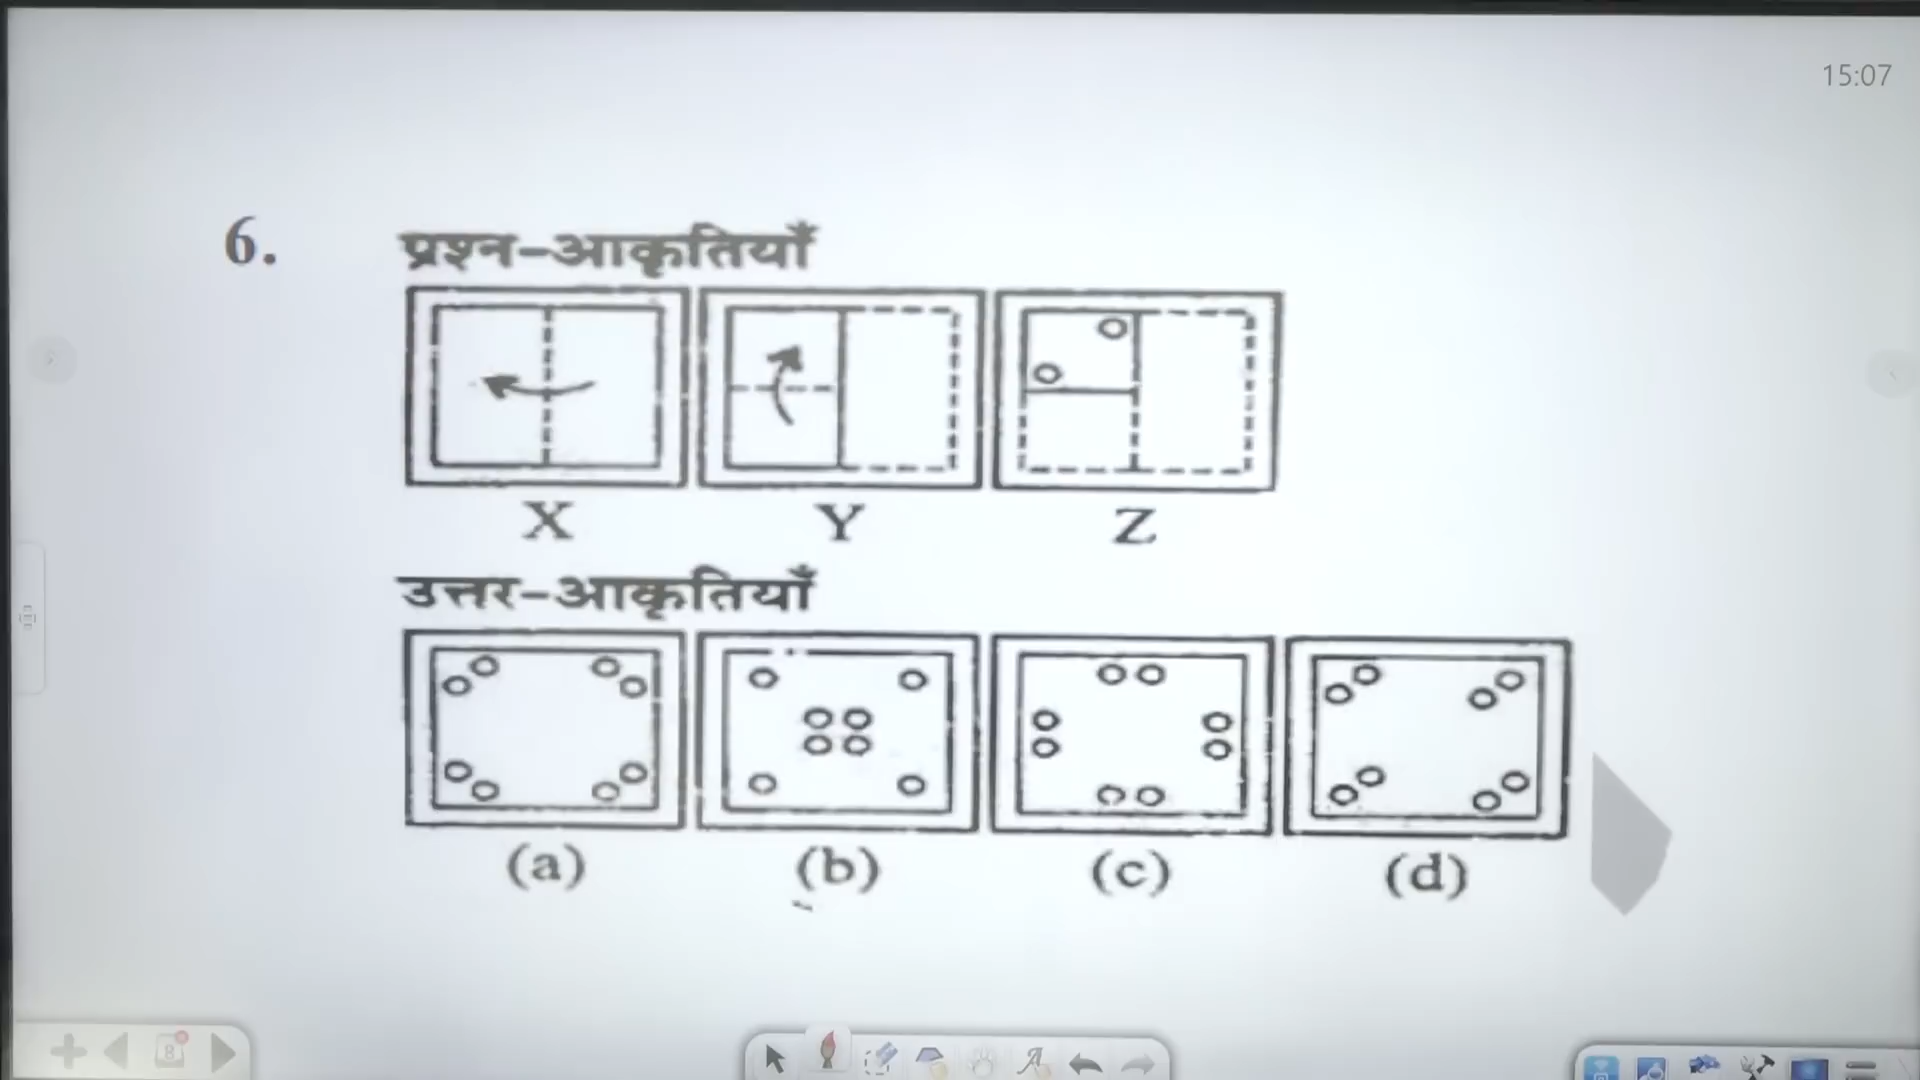 15:07
6. प्रश्न-आकृतियाँ
X Y Z
उत्तर-आकृतियाँ
(a) (b) (c) (d)
8